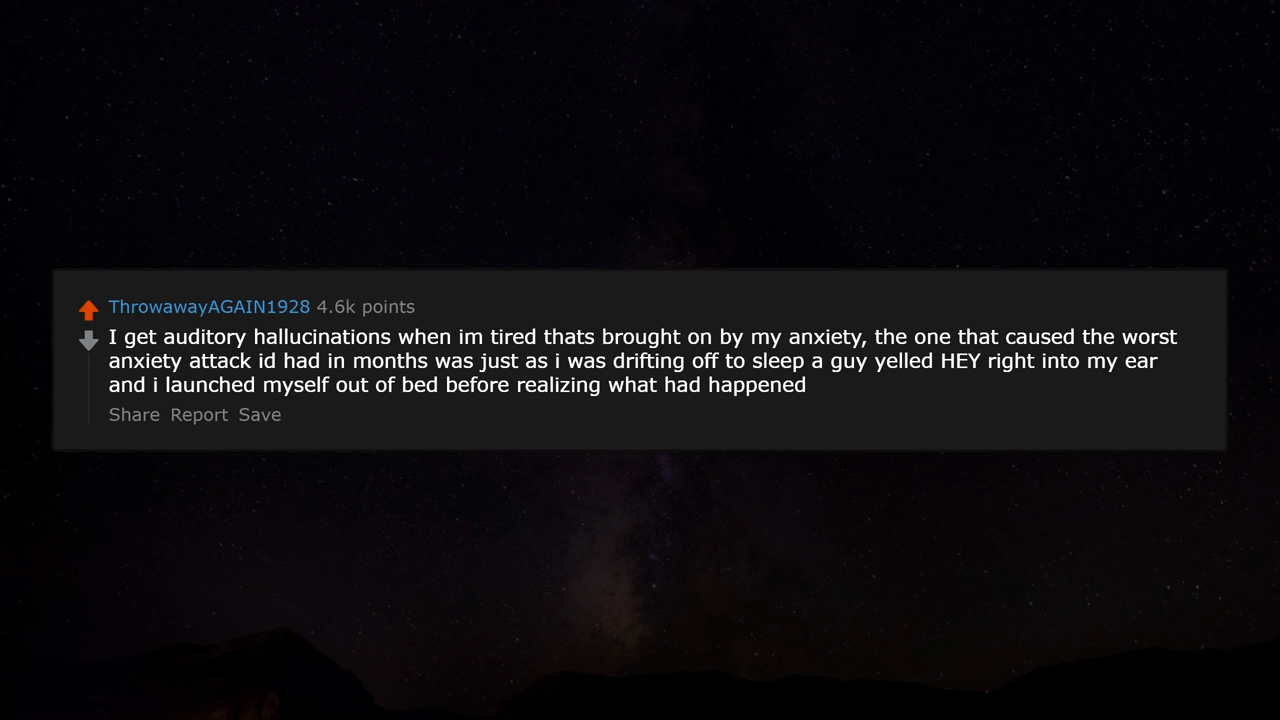 ThrowawayAGAIN1928 4.6k points
I get auditory hallucinations when im tired thats brought on by my anxiety, the one that caused the worst
anxiety attack id had in months was just as i was drifting off to sleep a guy yelled HEY right into my ear
and i launched myself out of bed before realizing what had happened
Share Report Save